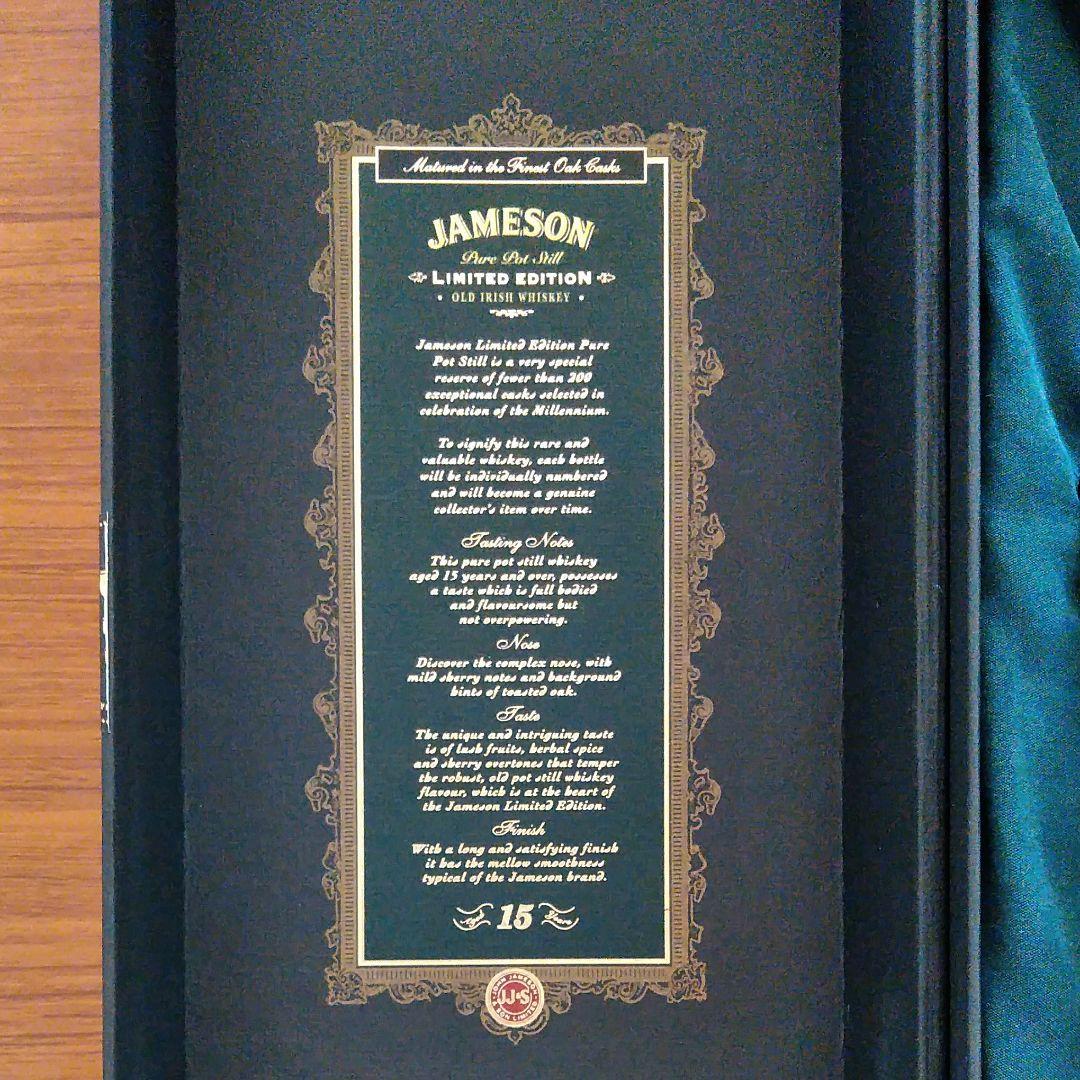 Matured in the Finest Oak Casks
JAMESON
Pure Pot Still
LIMITED EDITION
• OLD IRISH WHISKEY •
Jameson Limited Edition Pure
Pot Still is a very special
reserve of fewer than 200
exceptional casks selected in
celebration of the Millennium.
To signify this rare and
valuable whiskey, each bottle
will be individually numbered
and will become a genuine
collector's item over time.
Tasting Notes
This pure pot still whiskey
aged 15 years and over, possesses
a taste which is full bodied
and flavoursome but
not overpowering.
Nose
Discover the complex nose, with
mild sherry notes and background
hints of toasted oak.
Taste
The unique and intriguing taste
is of lush fruits, herbal spice
and sherry overtones that temper
the robust, old pot still whiskey
flavour, which is at the heart of
the Jameson Limited Edition.
Finish
With a long and satisfying finish
it has the mellow smoothness
typical of the Jameson brand.
Aged 15 Years
JOHN JAMESON
JJ&S
& SON LIMITED